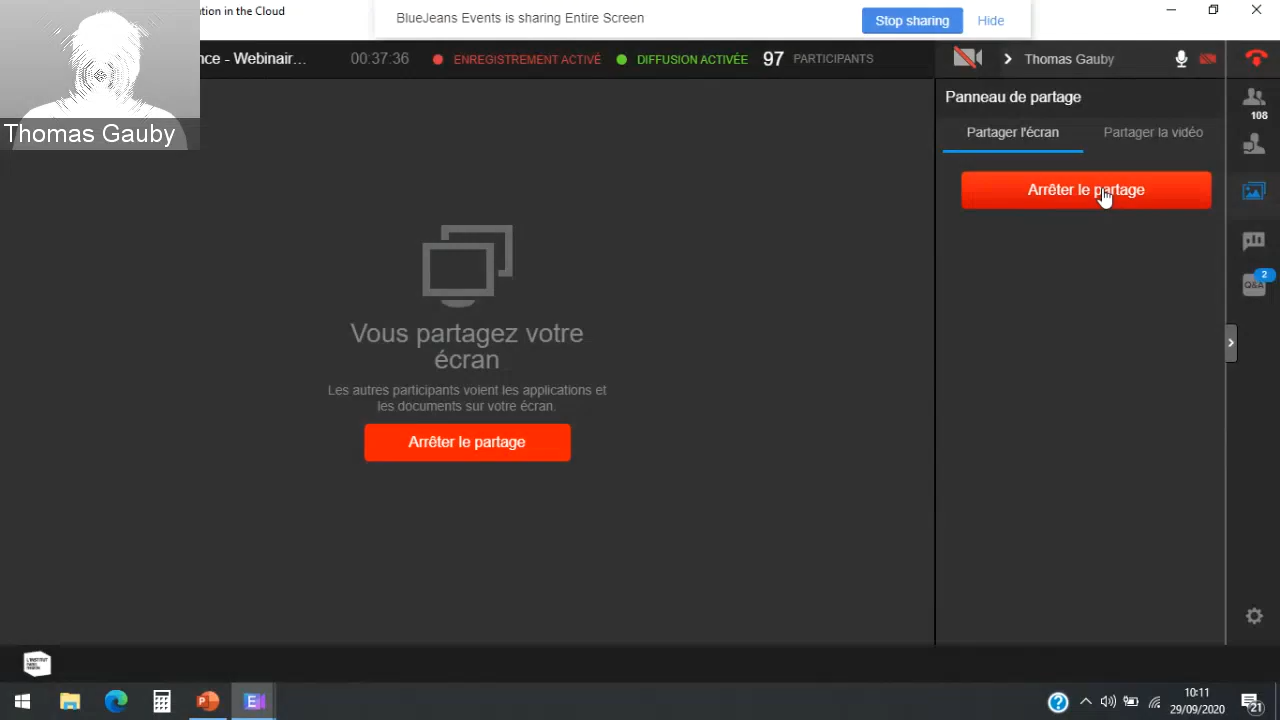 tion in the Cloud
BlueJeans Events is sharing Entire Screen
Stop sharing
Hide
Thomas Gauby
nce - Webinair...
00:37:36
ENREGISTREMENT ACTIVÉ
DIFFUSION ACTIVÉE
97 PARTICIPANTS
Thomas Gauby
Panneau de partage
Partager l'écran
Partager la vidéo
Arrêter le partage
108
Q&A
2
Vous partagez votre
écran
Les autres participants voient les applications et
les documents sur votre écran.
Arrêter le partage
10:11
29/09/2020
21